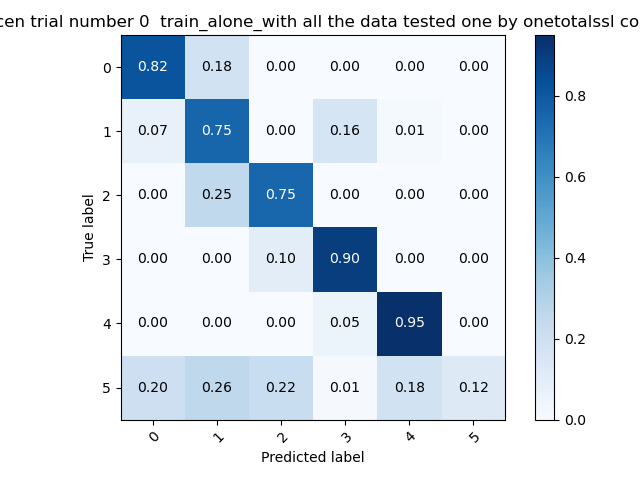 cen trial number 0  train_alone_with all the data tested one by onetotalssl co
0 0.82 0.18 0.00 0.00 0.00 0.00
1 0.07 0.75 0.00 0.16 0.01 0.00
2 0.00 0.25 0.75 0.00 0.00 0.00
3 0.00 0.00 0.10 0.90 0.00 0.00
4 0.00 0.00 0.00 0.05 0.95 0.00
5 0.20 0.26 0.22 0.01 0.18 0.12
0 1 2 3 4 5
True label
Predicted label
0.8
0.6
0.4
0.2
0.0